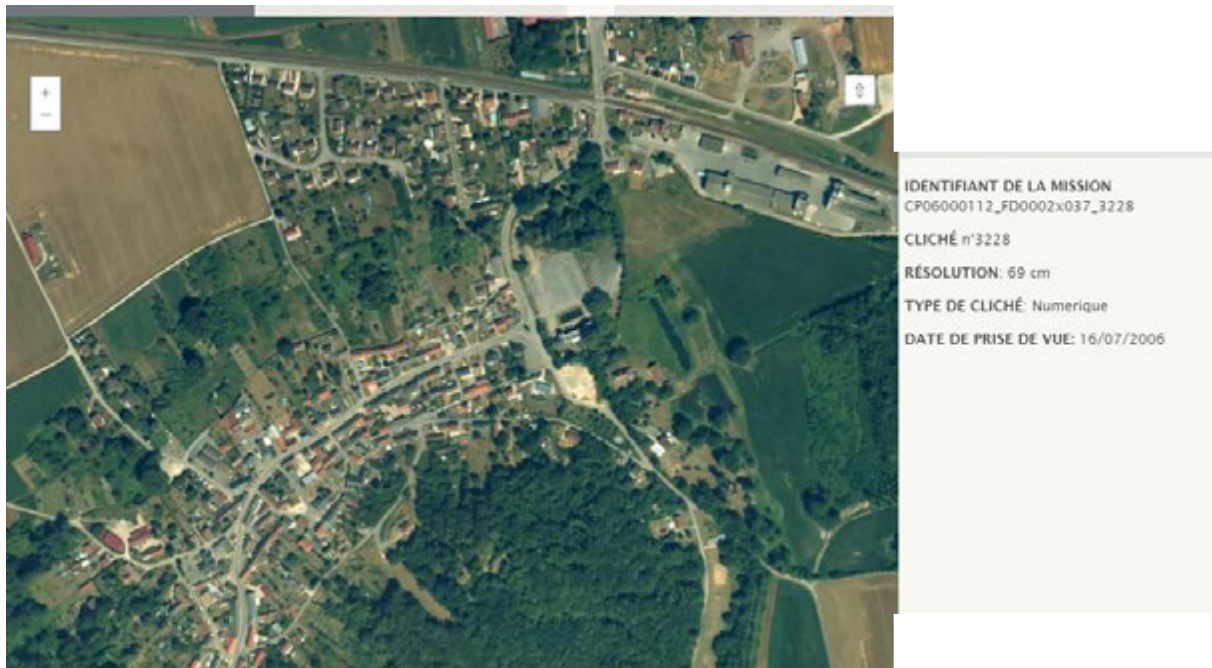 +
−
⇧
IDENTIFIANT DE LA MISSION
CP06000112_FD0002x037_3228
CLICHÉ n°3228
RÉSOLUTION: 69 cm
TYPE DE CLICHÉ: Numerique
DATE DE PRISE DE VUE: 16/07/2006